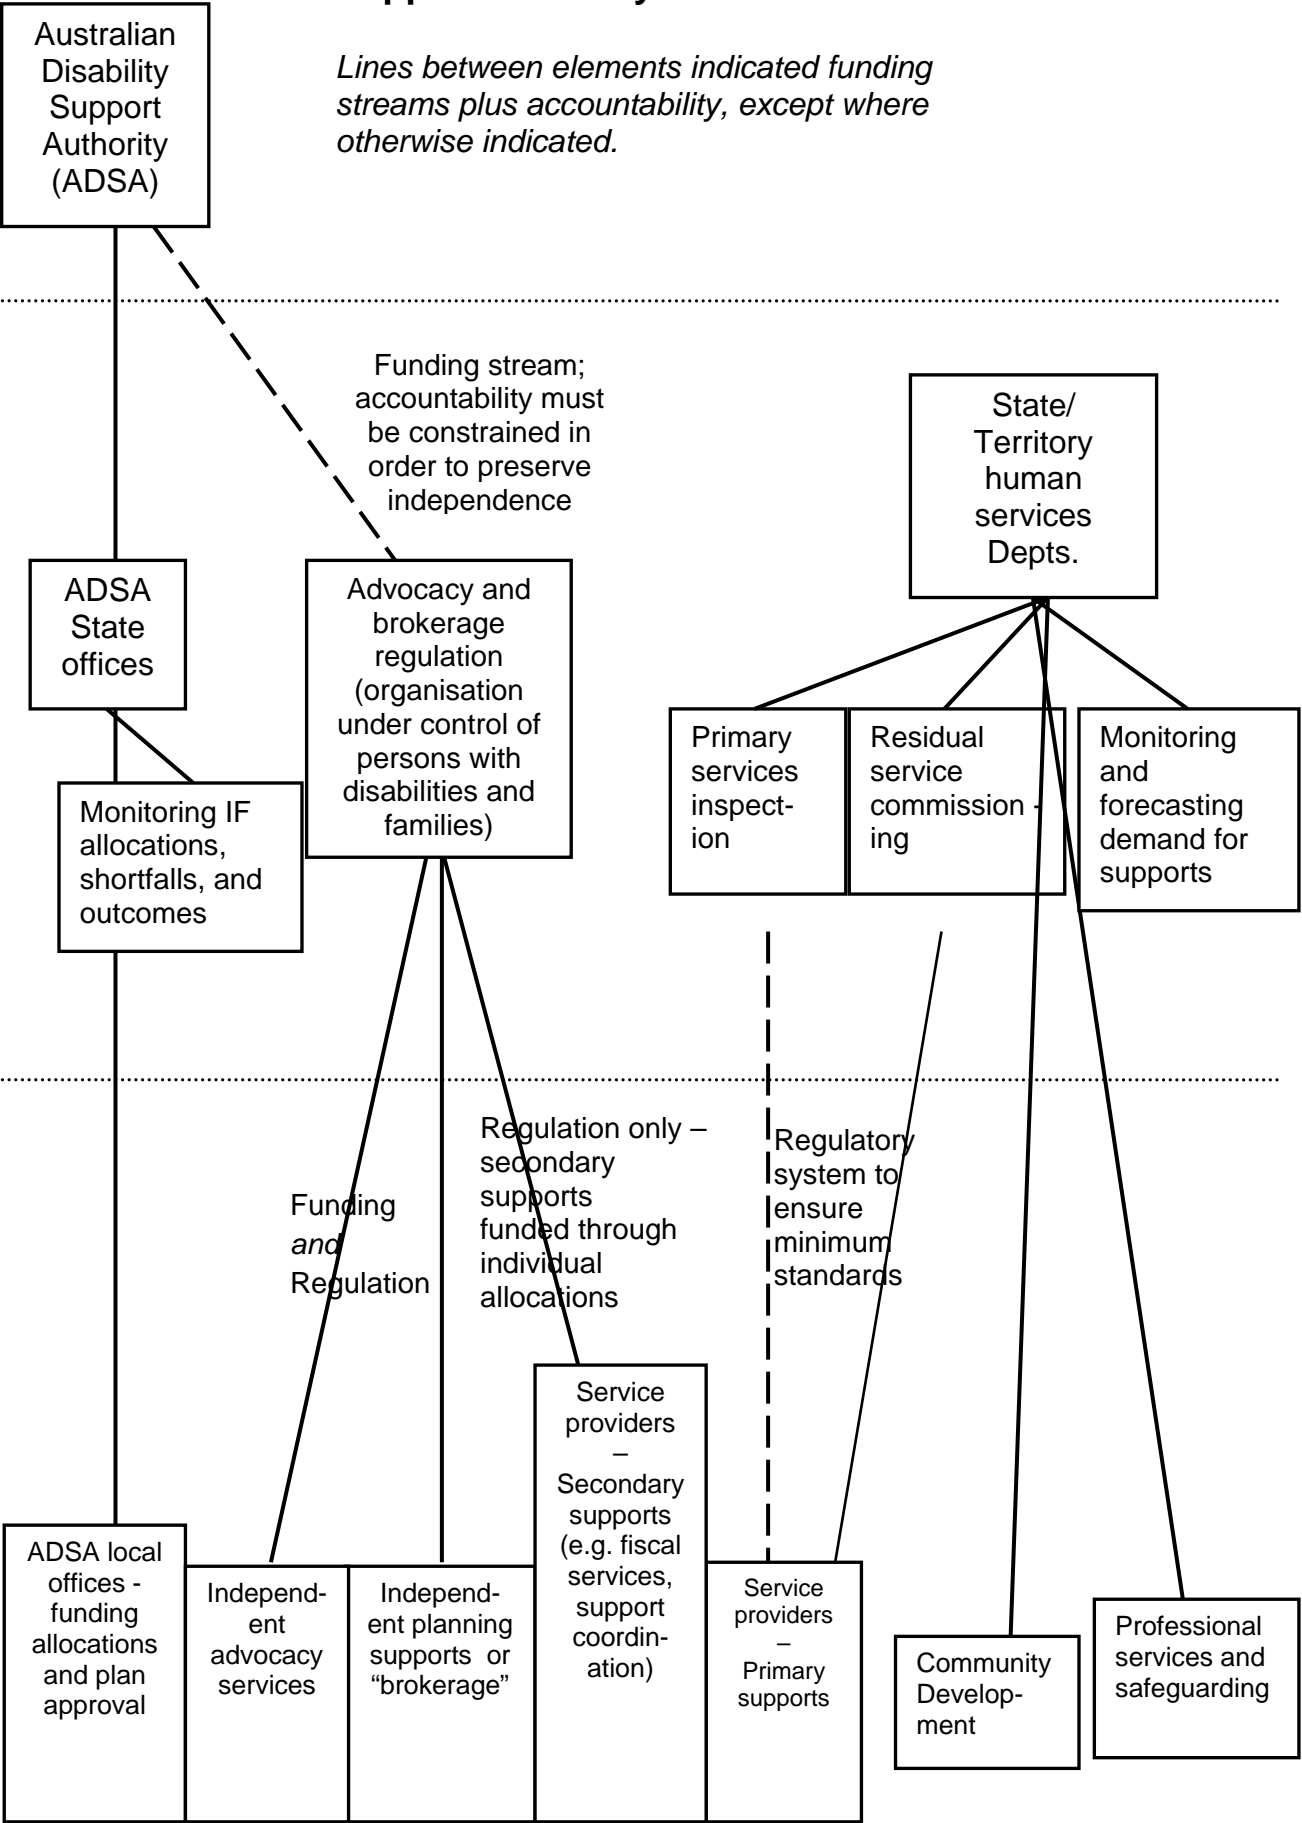 Australian
Disability
Support
Authority
(ADSA)
Lines between elements indicated funding
streams plus accountability, except where
otherwise indicated.
Funding stream;
accountability must
be constrained in
order to preserve
independence
State/
Territory
human
services
Depts.
ADSA
State
offices
Advocacy and
brokerage
regulation
(organisation
under control of
persons with
disabilities and
families)
Monitoring IF
allocations,
shortfalls, and
outcomes
Primary
services
inspect-
ion
Residual
service
commission -
ing
Monitoring
and
forecasting
demand for
supports
Funding
and
Regulation
Regulation only –
secondary
supports
funded through
individual
allocations
Regulatory
system to
ensure
minimum
standards
ADSA local
offices -
funding
allocations
and plan
approval
Independ-
ent
advocacy
services
Independ-
ent planning
supports or
“brokerage”
Service
providers
–
Secondary
supports
(e.g. fiscal
services,
support
coordin-
ation)
Service
providers
–
Primary
supports
Community
Develop-
ment
Professional
services and
safeguarding